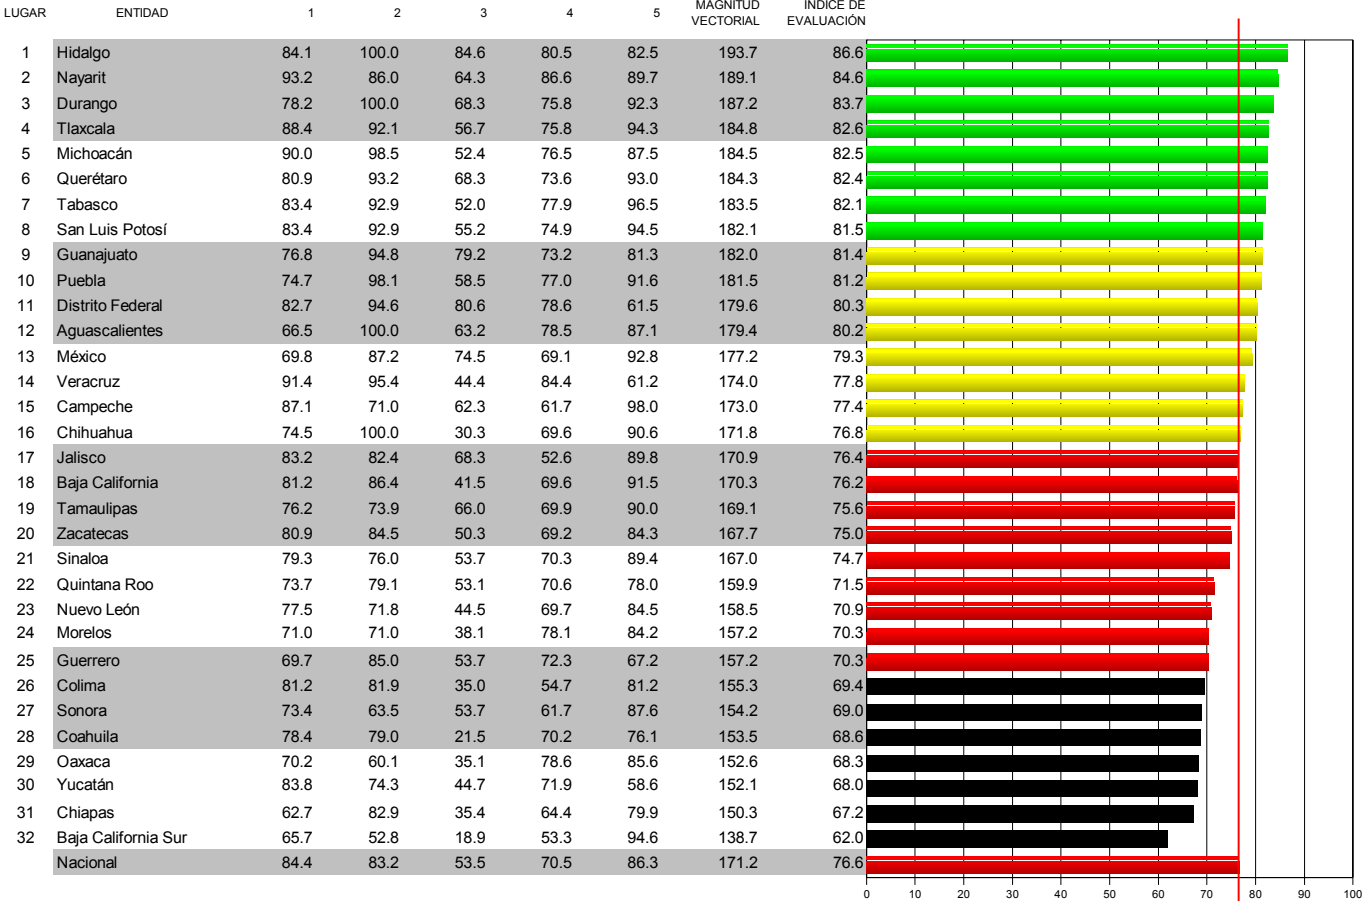 LUGAR ENTIDAD 1 2 3 4 5 MAGNITUD VECTORIAL INDICE DE EVALUACIÓN
1 Hidalgo 84.1 100.0 84.6 80.5 82.5 193.7 86.6
2 Nayarit 93.2 86.0 64.3 86.6 89.7 189.1 84.6
3 Durango 78.2 100.0 68.3 75.8 92.3 187.2 83.7
4 Tlaxcala 88.4 92.1 56.7 75.8 94.3 184.8 82.6
5 Michoacán 90.0 98.5 52.4 76.5 87.5 184.5 82.5
6 Querétaro 80.9 93.2 68.3 73.6 93.0 184.3 82.4
7 Tabasco 83.4 92.9 52.0 77.9 96.5 183.5 82.1
8 San Luis Potosí 83.4 92.9 55.2 74.9 94.5 182.1 81.5
9 Guanajuato 76.8 94.8 79.2 73.2 81.3 182.0 81.4
10 Puebla 74.7 98.1 58.5 77.0 91.6 181.5 81.2
11 Distrito Federal 82.7 94.6 80.6 78.6 61.5 179.6 80.3
12 Aguascalientes 66.5 100.0 63.2 78.5 87.1 179.4 80.2
13 México 69.8 87.2 74.5 69.1 92.8 177.2 79.3
14 Veracruz 91.4 95.4 44.4 84.4 61.2 174.0 77.8
15 Campeche 87.1 71.0 62.3 61.7 98.0 173.0 77.4
16 Chihuahua 74.5 100.0 30.3 69.6 90.6 171.8 76.8
17 Jalisco 83.2 82.4 68.3 52.6 89.8 170.9 76.4
18 Baja California 81.2 86.4 41.5 69.6 91.5 170.3 76.2
19 Tamaulipas 76.2 73.9 66.0 69.9 90.0 169.1 75.6
20 Zacatecas 80.9 84.5 50.3 69.2 84.3 167.7 75.0
21 Sinaloa 79.3 76.0 53.7 70.3 89.4 167.0 74.7
22 Quintana Roo 73.7 79.1 53.1 70.6 78.0 159.9 71.5
23 Nuevo León 77.5 71.8 44.5 69.7 84.5 158.5 70.9
24 Morelos 71.0 71.0 38.1 78.1 84.2 157.2 70.3
25 Guerrero 69.7 85.0 53.7 72.3 67.2 157.2 70.3
26 Colima 81.2 81.9 35.0 54.7 81.2 155.3 69.4
27 Sonora 73.4 63.5 53.7 61.7 87.6 154.2 69.0
28 Coahuila 78.4 79.0 21.5 70.2 76.1 153.5 68.6
29 Oaxaca 70.2 60.1 35.1 78.6 85.6 152.6 68.3
30 Yucatán 83.8 74.3 44.7 71.9 58.6 152.1 68.0
31 Chiapas 62.7 82.9 35.4 64.4 79.9 150.3 67.2
32 Baja California Sur 65.7 52.8 18.9 53.3 94.6 138.7 62.0
Nacional 84.4 83.2 53.5 70.5 86.3 171.2 76.6
0 10 20 30 40 50 60 70 80 90 100